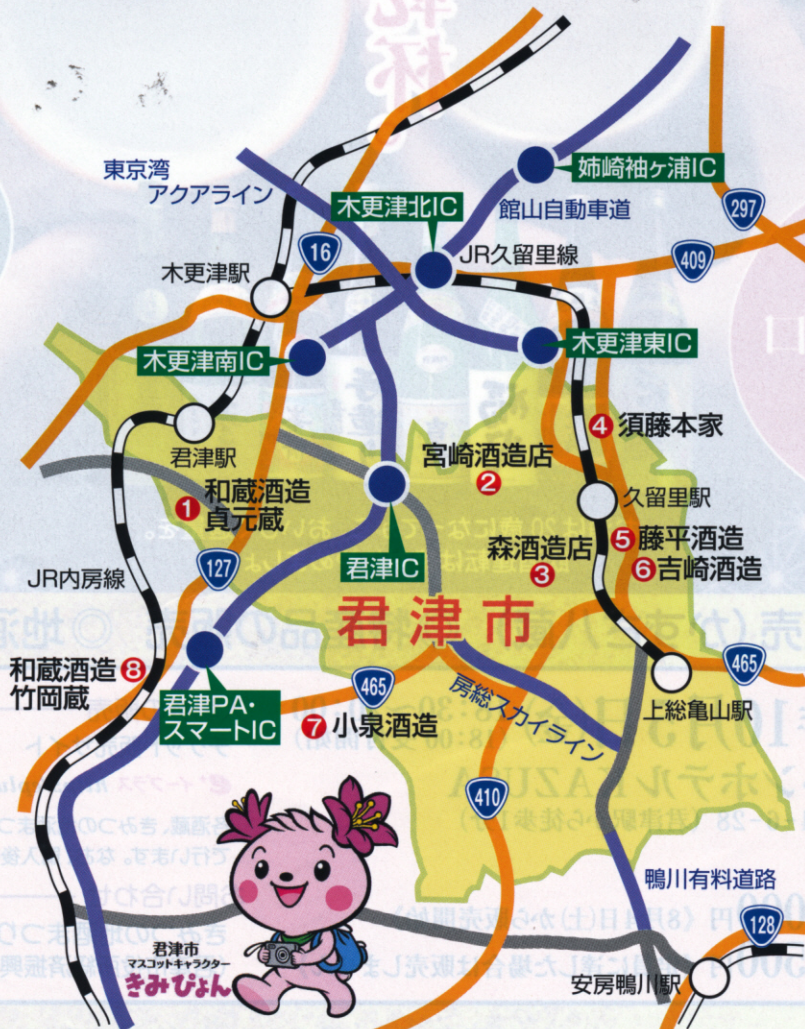 東京湾
アクアライン
姉崎袖ヶ浦IC
木更津北IC
館山自動車道
297
16
JR久留里線
409
木更津駅
木更津南IC
木更津東IC
4 須藤本家
君津駅
宮崎酒造店
2
1 和蔵酒造
貞元蔵
久留里駅
5 藤平酒造
森酒造店
3
6 吉崎酒造
君津IC
127
JR内房線
君津市
和蔵酒造 8
竹岡蔵
465
465
君津PA・
スマートIC
7 小泉酒造
房総スカイライン
上総亀山駅
410
鴨川有料道路
128
君津市
マスコットキャラクター
きみぴょん
安房鴨川駅